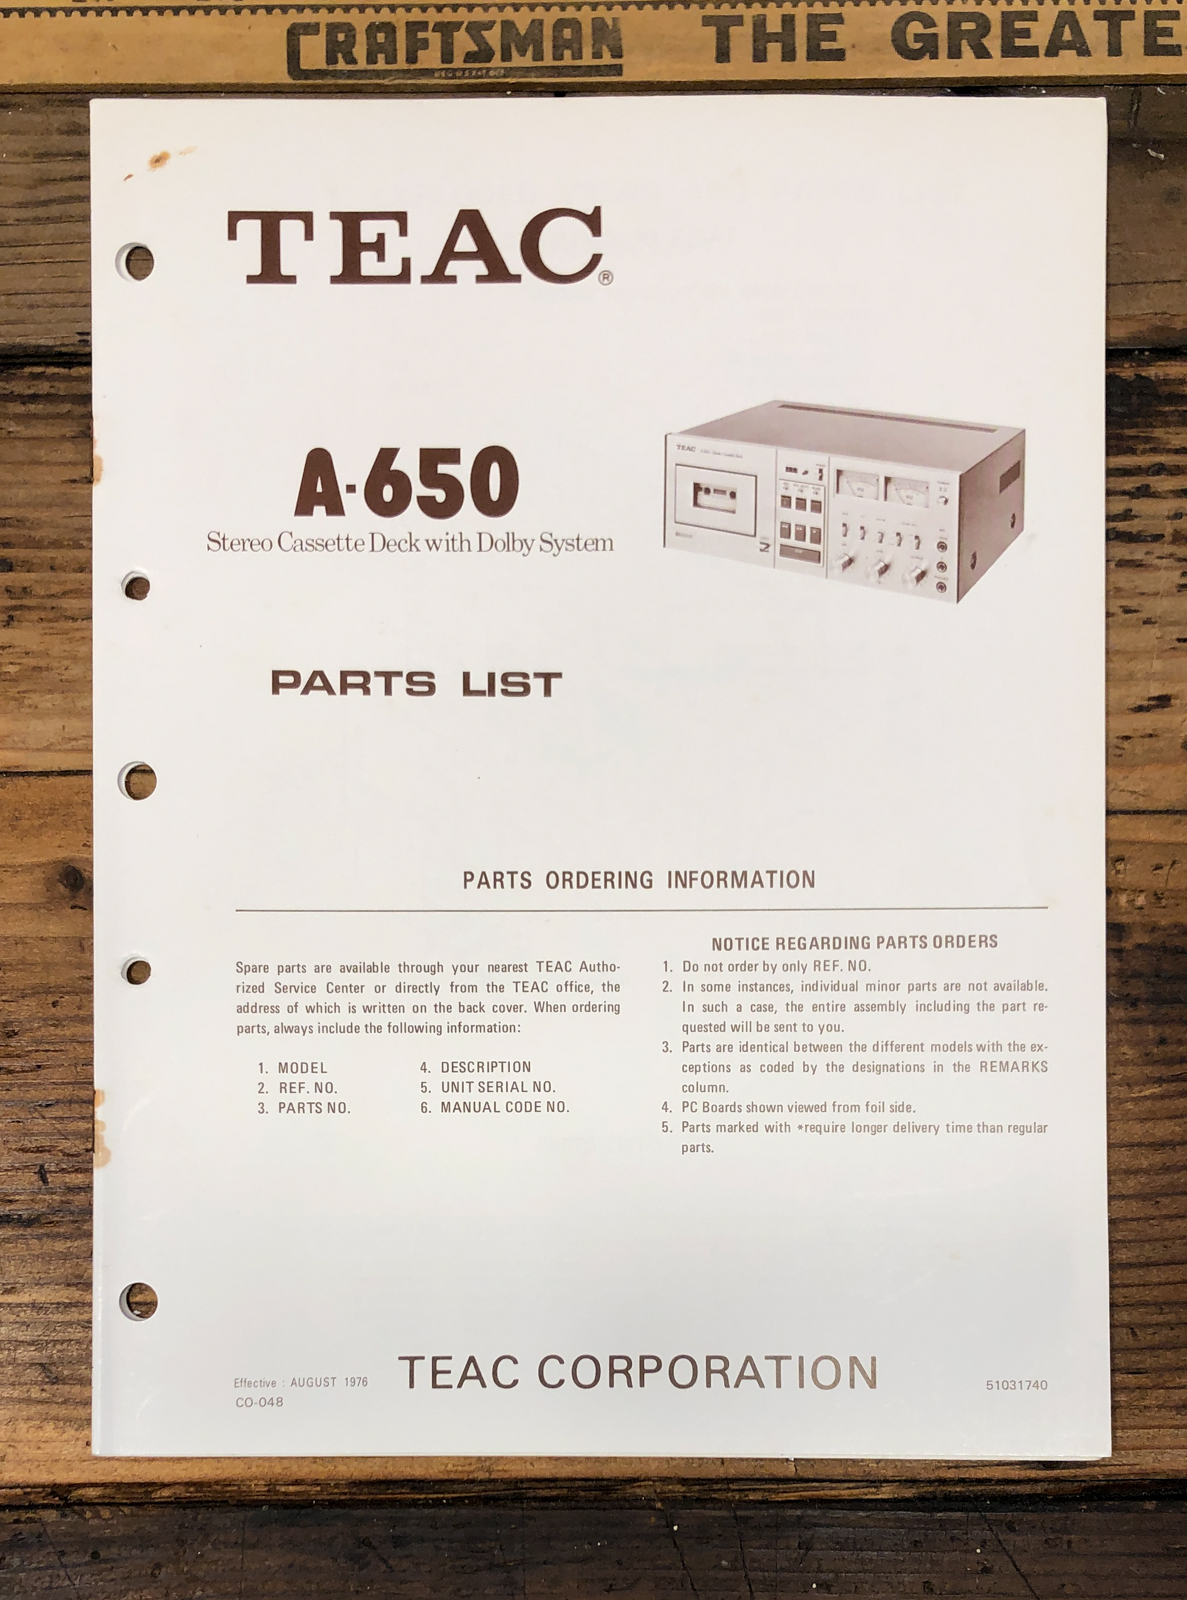 CRAFTSMAN THE GREATE
TEAC®
TEAC
A-650
Stereo Cassette Deck with Dolby System
PARTS LIST
PARTS ORDERING INFORMATION
Spare parts are available through your nearest TEAC Autho-
rized Service Center or directly from the TEAC office, the
address of which is written on the back cover. When ordering
parts, always include the following information:
1. MODEL
2. REF. NO.
3. PARTS NO.
4. DESCRIPTION
5. UNIT SERIAL NO.
6. MANUAL CODE NO.
NOTICE REGARDING PARTS ORDERS
1. Do not order by only REF. NO.
2. In some instances, individual minor parts are not available.
In such a case, the entire assembly including the part re-
quested will be sent to you.
3. Parts are identical between the different models with the ex-
ceptions as coded by the designations in the REMARKS
column.
4. PC Boards shown viewed from foil side.
5. Parts marked with *require longer delivery time than regular
parts.
Effective : AUGUST 1976
CO-048
TEAC CORPORATION
51031740